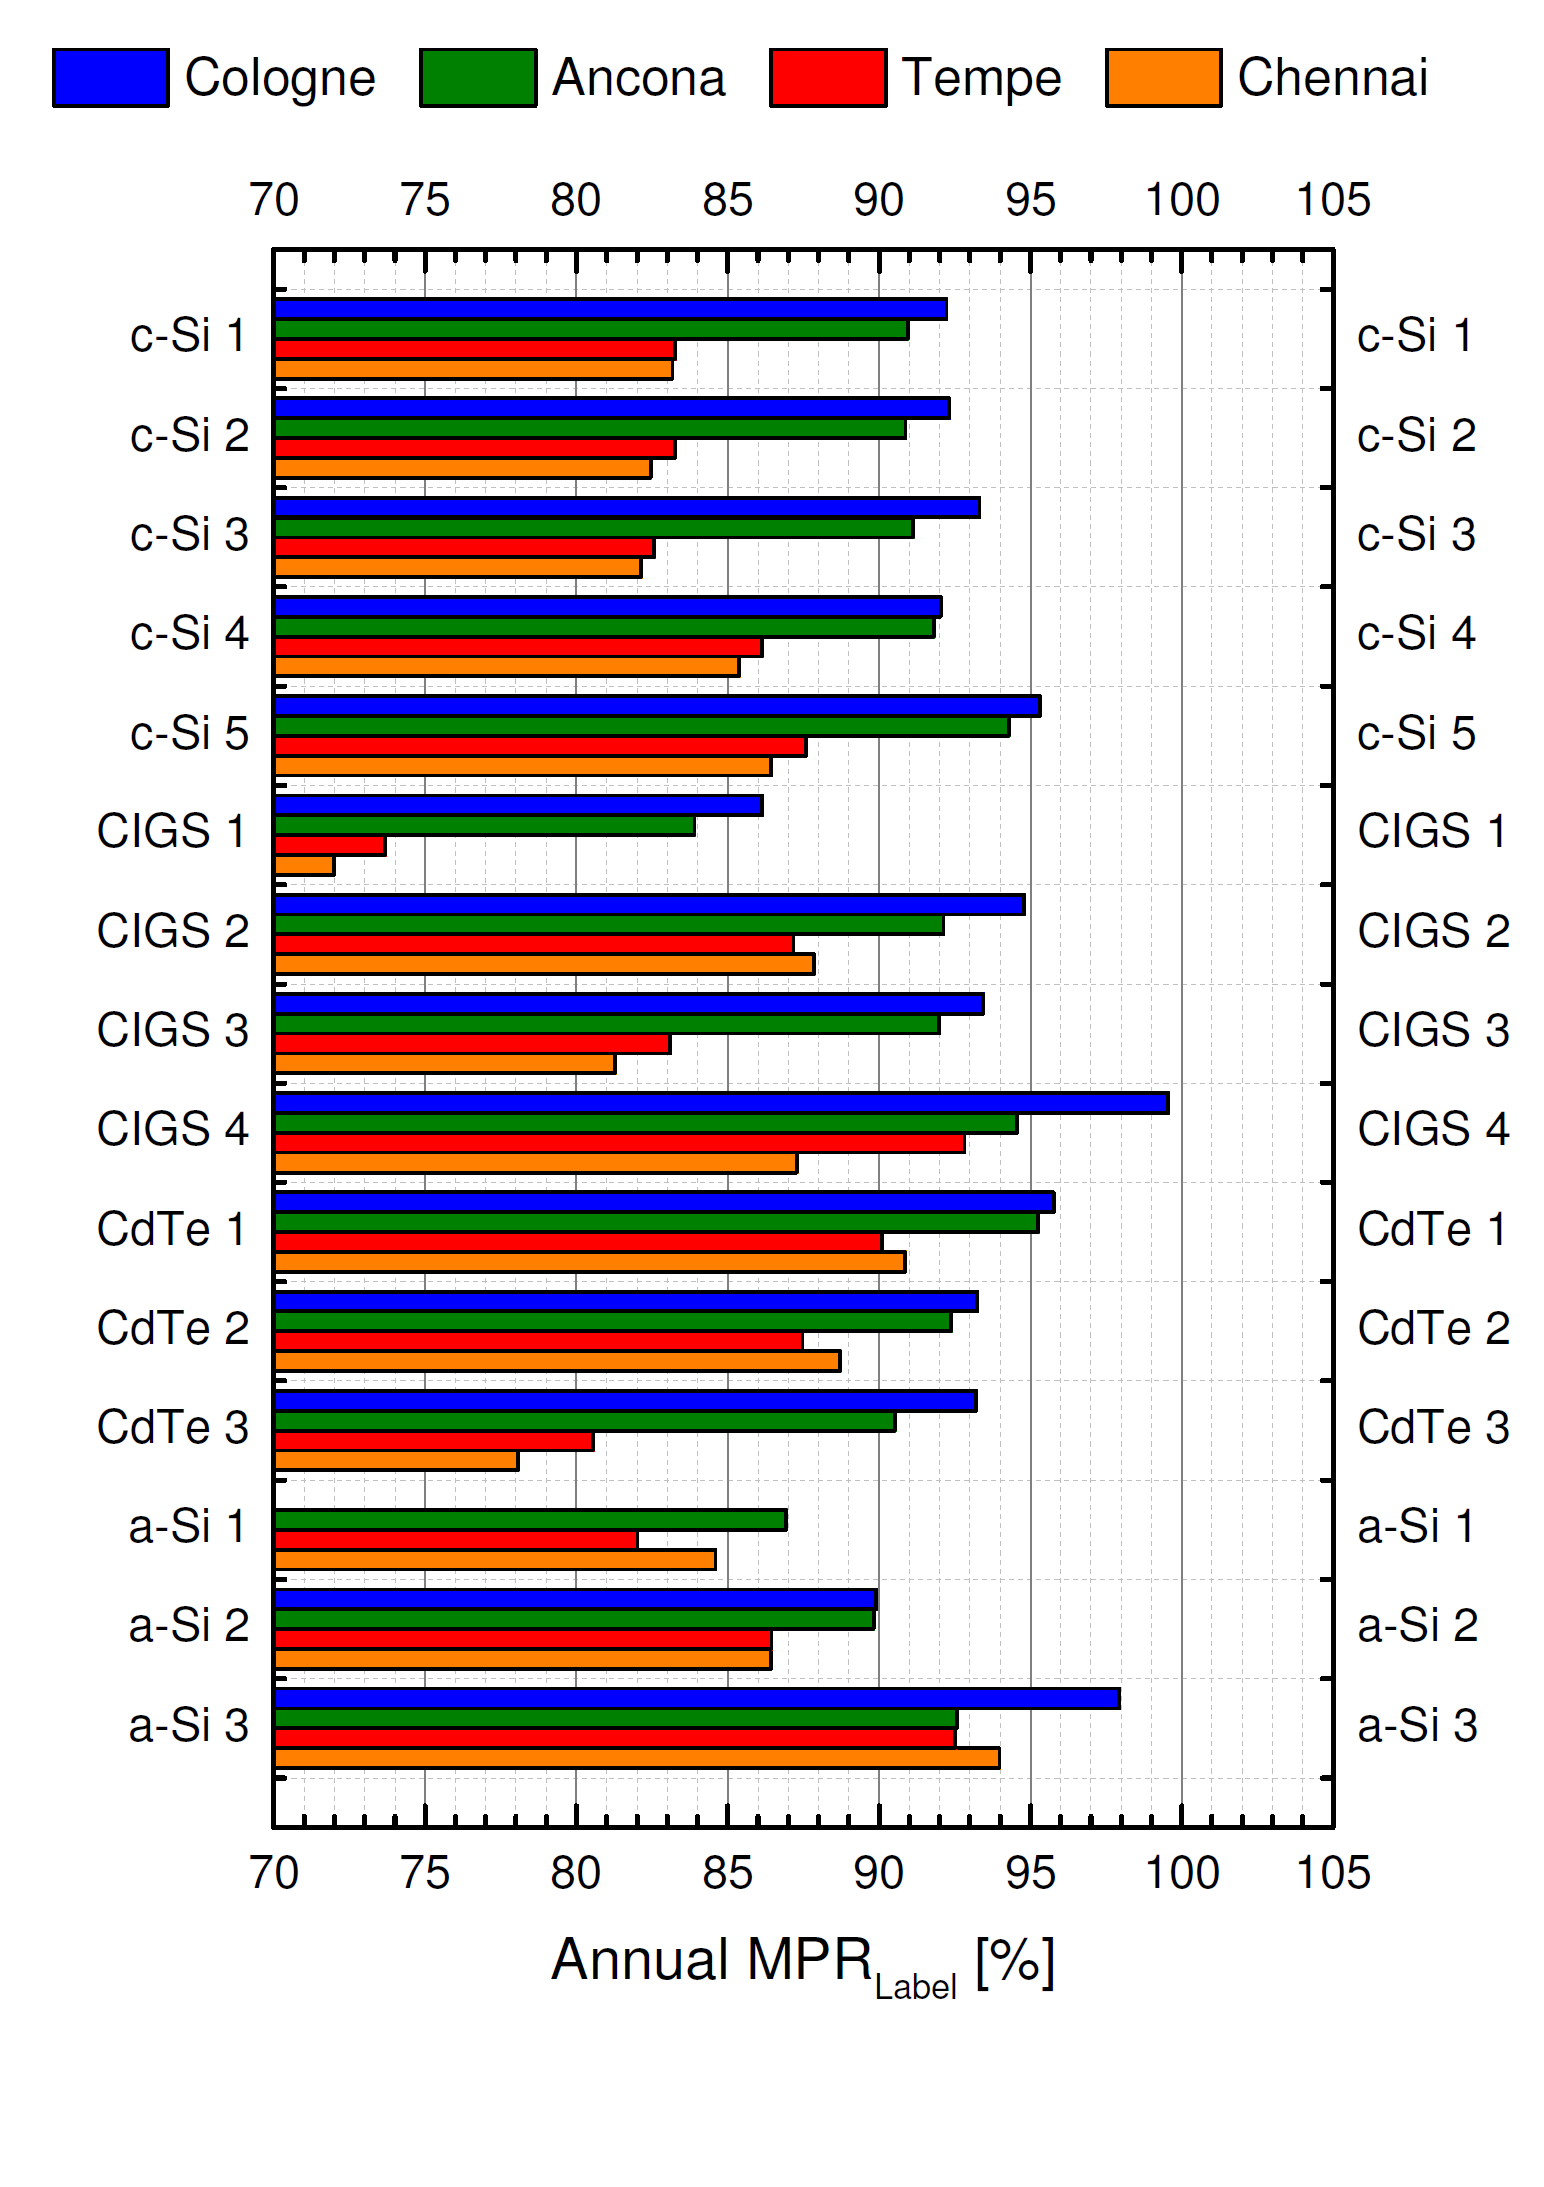 Cologne Ancona Tempe Chennai
70 75 80 85 90 95 100 105
c-Si 1 c-Si 1
c-Si 2 c-Si 2
c-Si 3 c-Si 3
c-Si 4 c-Si 4
c-Si 5 c-Si 5
CIGS 1 CIGS 1
CIGS 2 CIGS 2
CIGS 3 CIGS 3
CIGS 4 CIGS 4
CdTe 1 CdTe 1
CdTe 2 CdTe 2
CdTe 3 CdTe 3
a-Si 1 a-Si 1
a-Si 2 a-Si 2
a-Si 3 a-Si 3
70 75 80 85 90 95 100 105
Annual MPR Label [%]